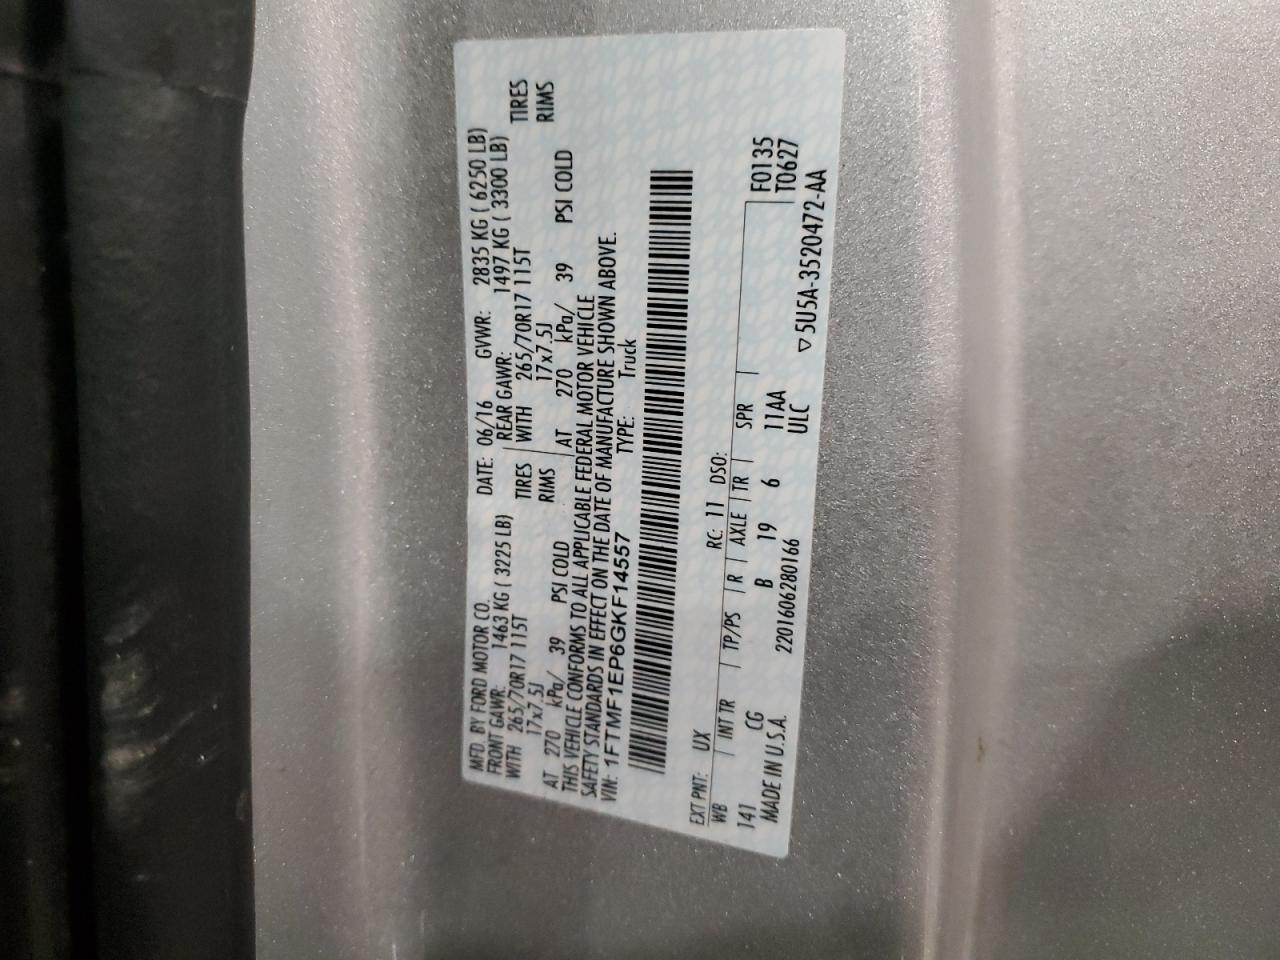 MFD. BY FORD MOTOR CO.
DATE: 06/16 GVWR: 2835 KG ( 6250 LB)
FRONT GAWR: 1463 KG ( 3225 LB)
REAR GAWR: 1497 KG ( 3300 LB)
WITH 265/70R17 115T TIRES
WITH 265/70R17 115T TIRES
17x7.5J RIMS
17x7.5J RIMS
AT 270 kPa/ 39 PSI COLD
AT 270 kPa/ 39 PSI COLD
THIS VEHICLE CONFORMS TO ALL APPLICABLE FEDERAL MOTOR VEHICLE
SAFETY STANDARDS IN EFFECT ON THE DATE OF MANUFACTURE SHOWN ABOVE.
VIN: 1FTMF1EP6GKF14557 TYPE: Truck
EXT PNT: UX RC: 11 DSO:
WB INT TR TP/PS R AXLE TR SPR F0135
141 CG B 19 6 11AA T0627
MADE IN U.S.A. 2201606280166 ULC
▽5U5A-3520472-AA